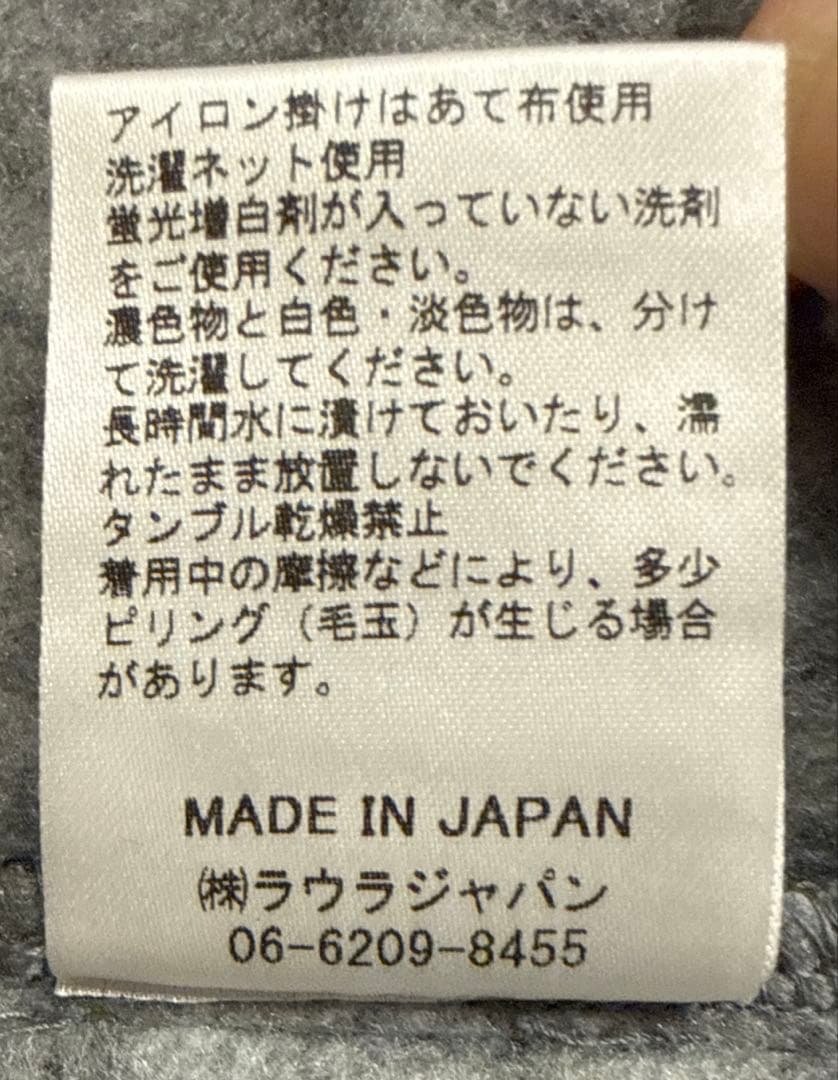 アイロン掛けはあて布使用
洗濯ネット使用
蛍光増白剤が入っていない洗剤
をご使用ください。
濃色物と白色・淡色物は、分け
て洗濯してください。
長時間水に漬けておいたり、濡
れたまま放置しないでください。
タンブル乾燥禁止
着用中の摩擦などにより、多少
ピリング（毛玉）が生じる場合
があります。
MADE IN JAPAN
㈱ラウラジャパン
06-6209-8455